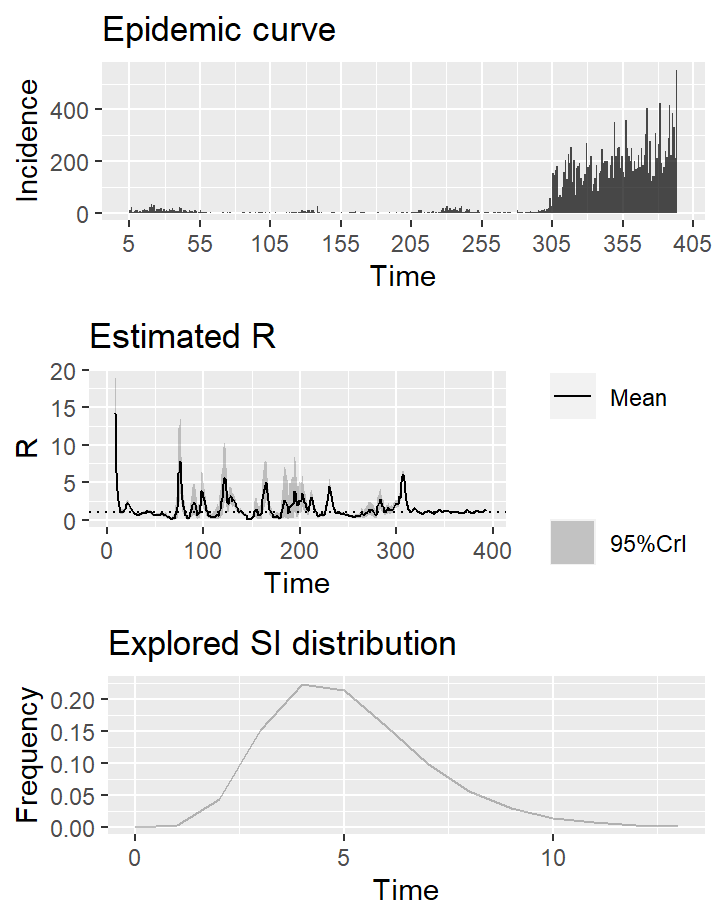 Epidemic curve
Incidence
400
200
0
5 55 105 155 205 255 305 355 405
Time
Estimated R
R
20
15
10
5
0
0 100 200 300 400
Time
Mean
95%CrI
Explored SI distribution
Frequency
0.20
0.15
0.10
0.05
0.00
0 5 10
Time